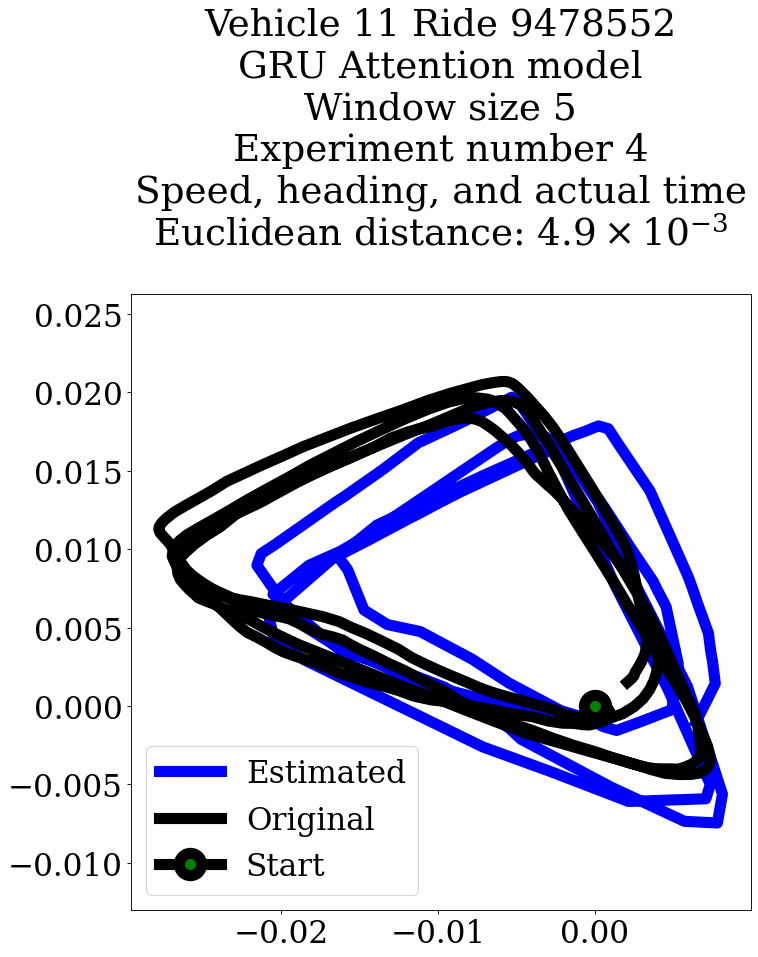 Vehicle 11 Ride 9478552
GRU Attention model
Window size 5
Experiment number 4
Speed, heading, and actual time
Euclidean distance: 4.9 × 10⁻³
0.025
0.020
0.015
0.010
0.005
0.000
−0.005
−0.010
Estimated
Original
Start
−0.02
−0.01
0.00